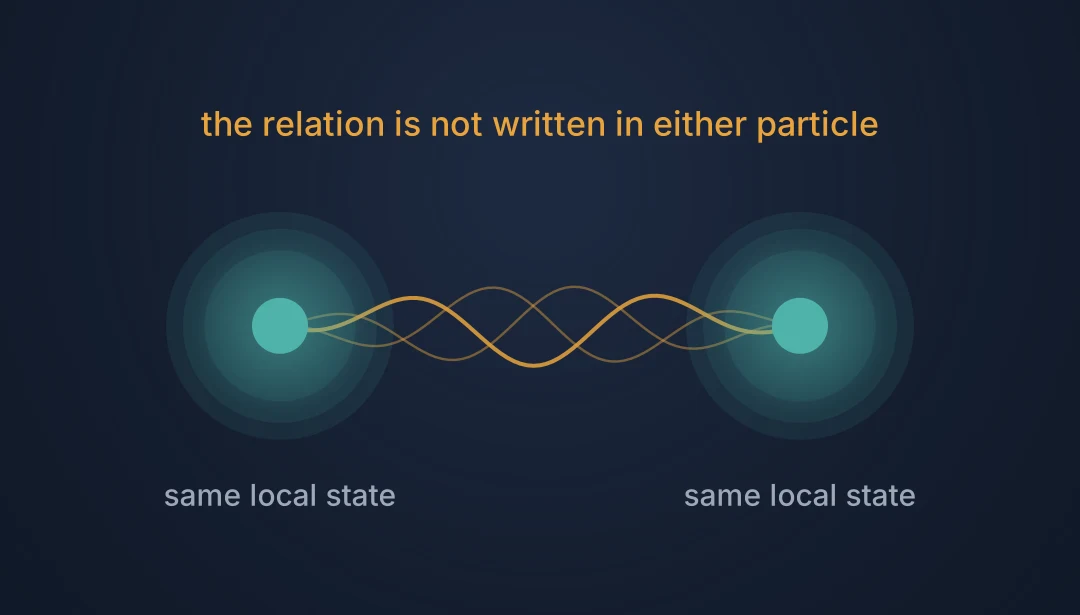 the relation is not written in either particle
same local state
same local state